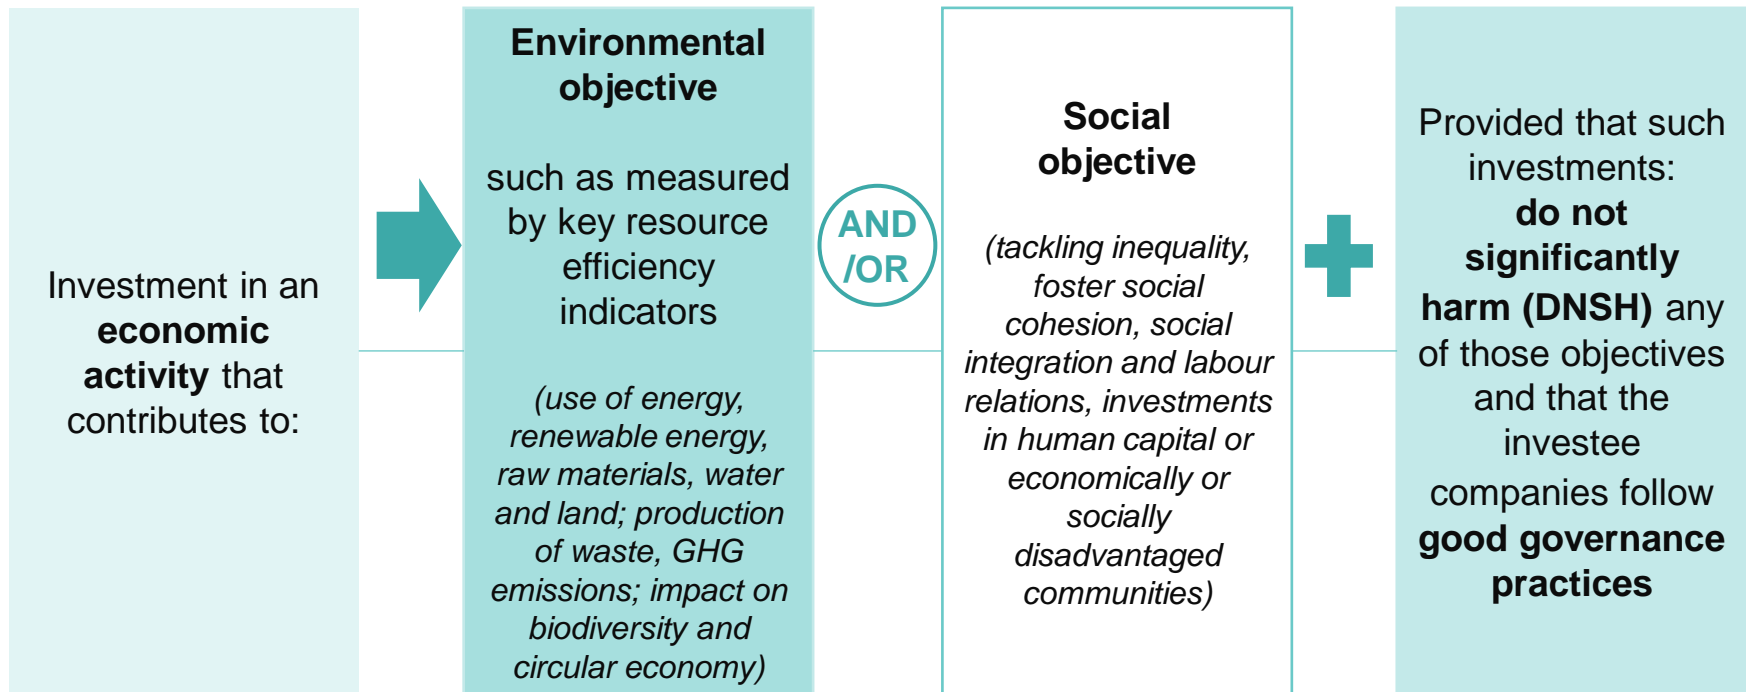 Investment in an
economic
activity that
contributes to:
Environmental
objective
such as measured
by key resource
efficiency
indicators
(use of energy,
renewable energy,
raw materials, water
and land; production
of waste, GHG
emissions; impact on
biodiversity and
circular economy)
AND
/OR
Social
objective
(tackling inequality,
foster social
cohesion, social
integration and labour
relations, investments
in human capital or
economically or
socially
disadvantaged
communities)
Provided that such
investments:
do not
significantly
harm (DNSH) any
of those objectives
and that the
investee
companies follow
good governance
practices